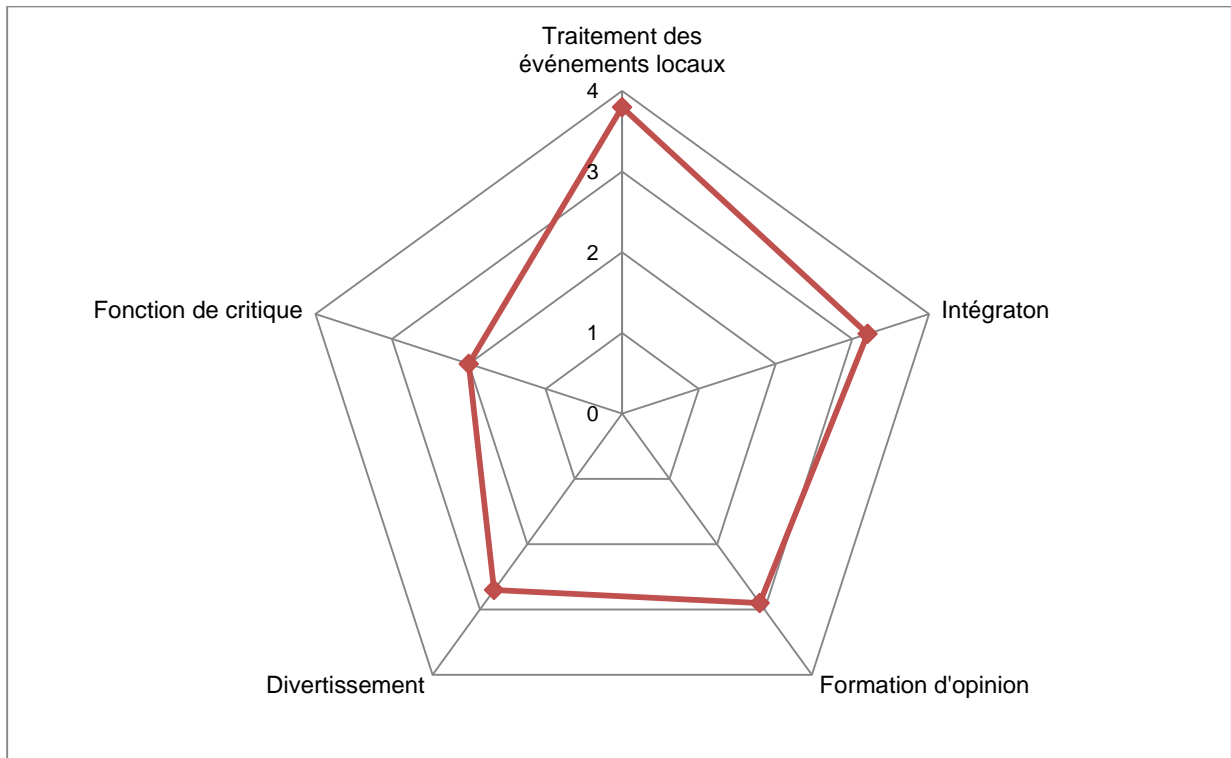 Traitement des
événements locaux
4
3
2
1
0
Fonction de critique
Intégraton
Divertissement
Formation d'opinion